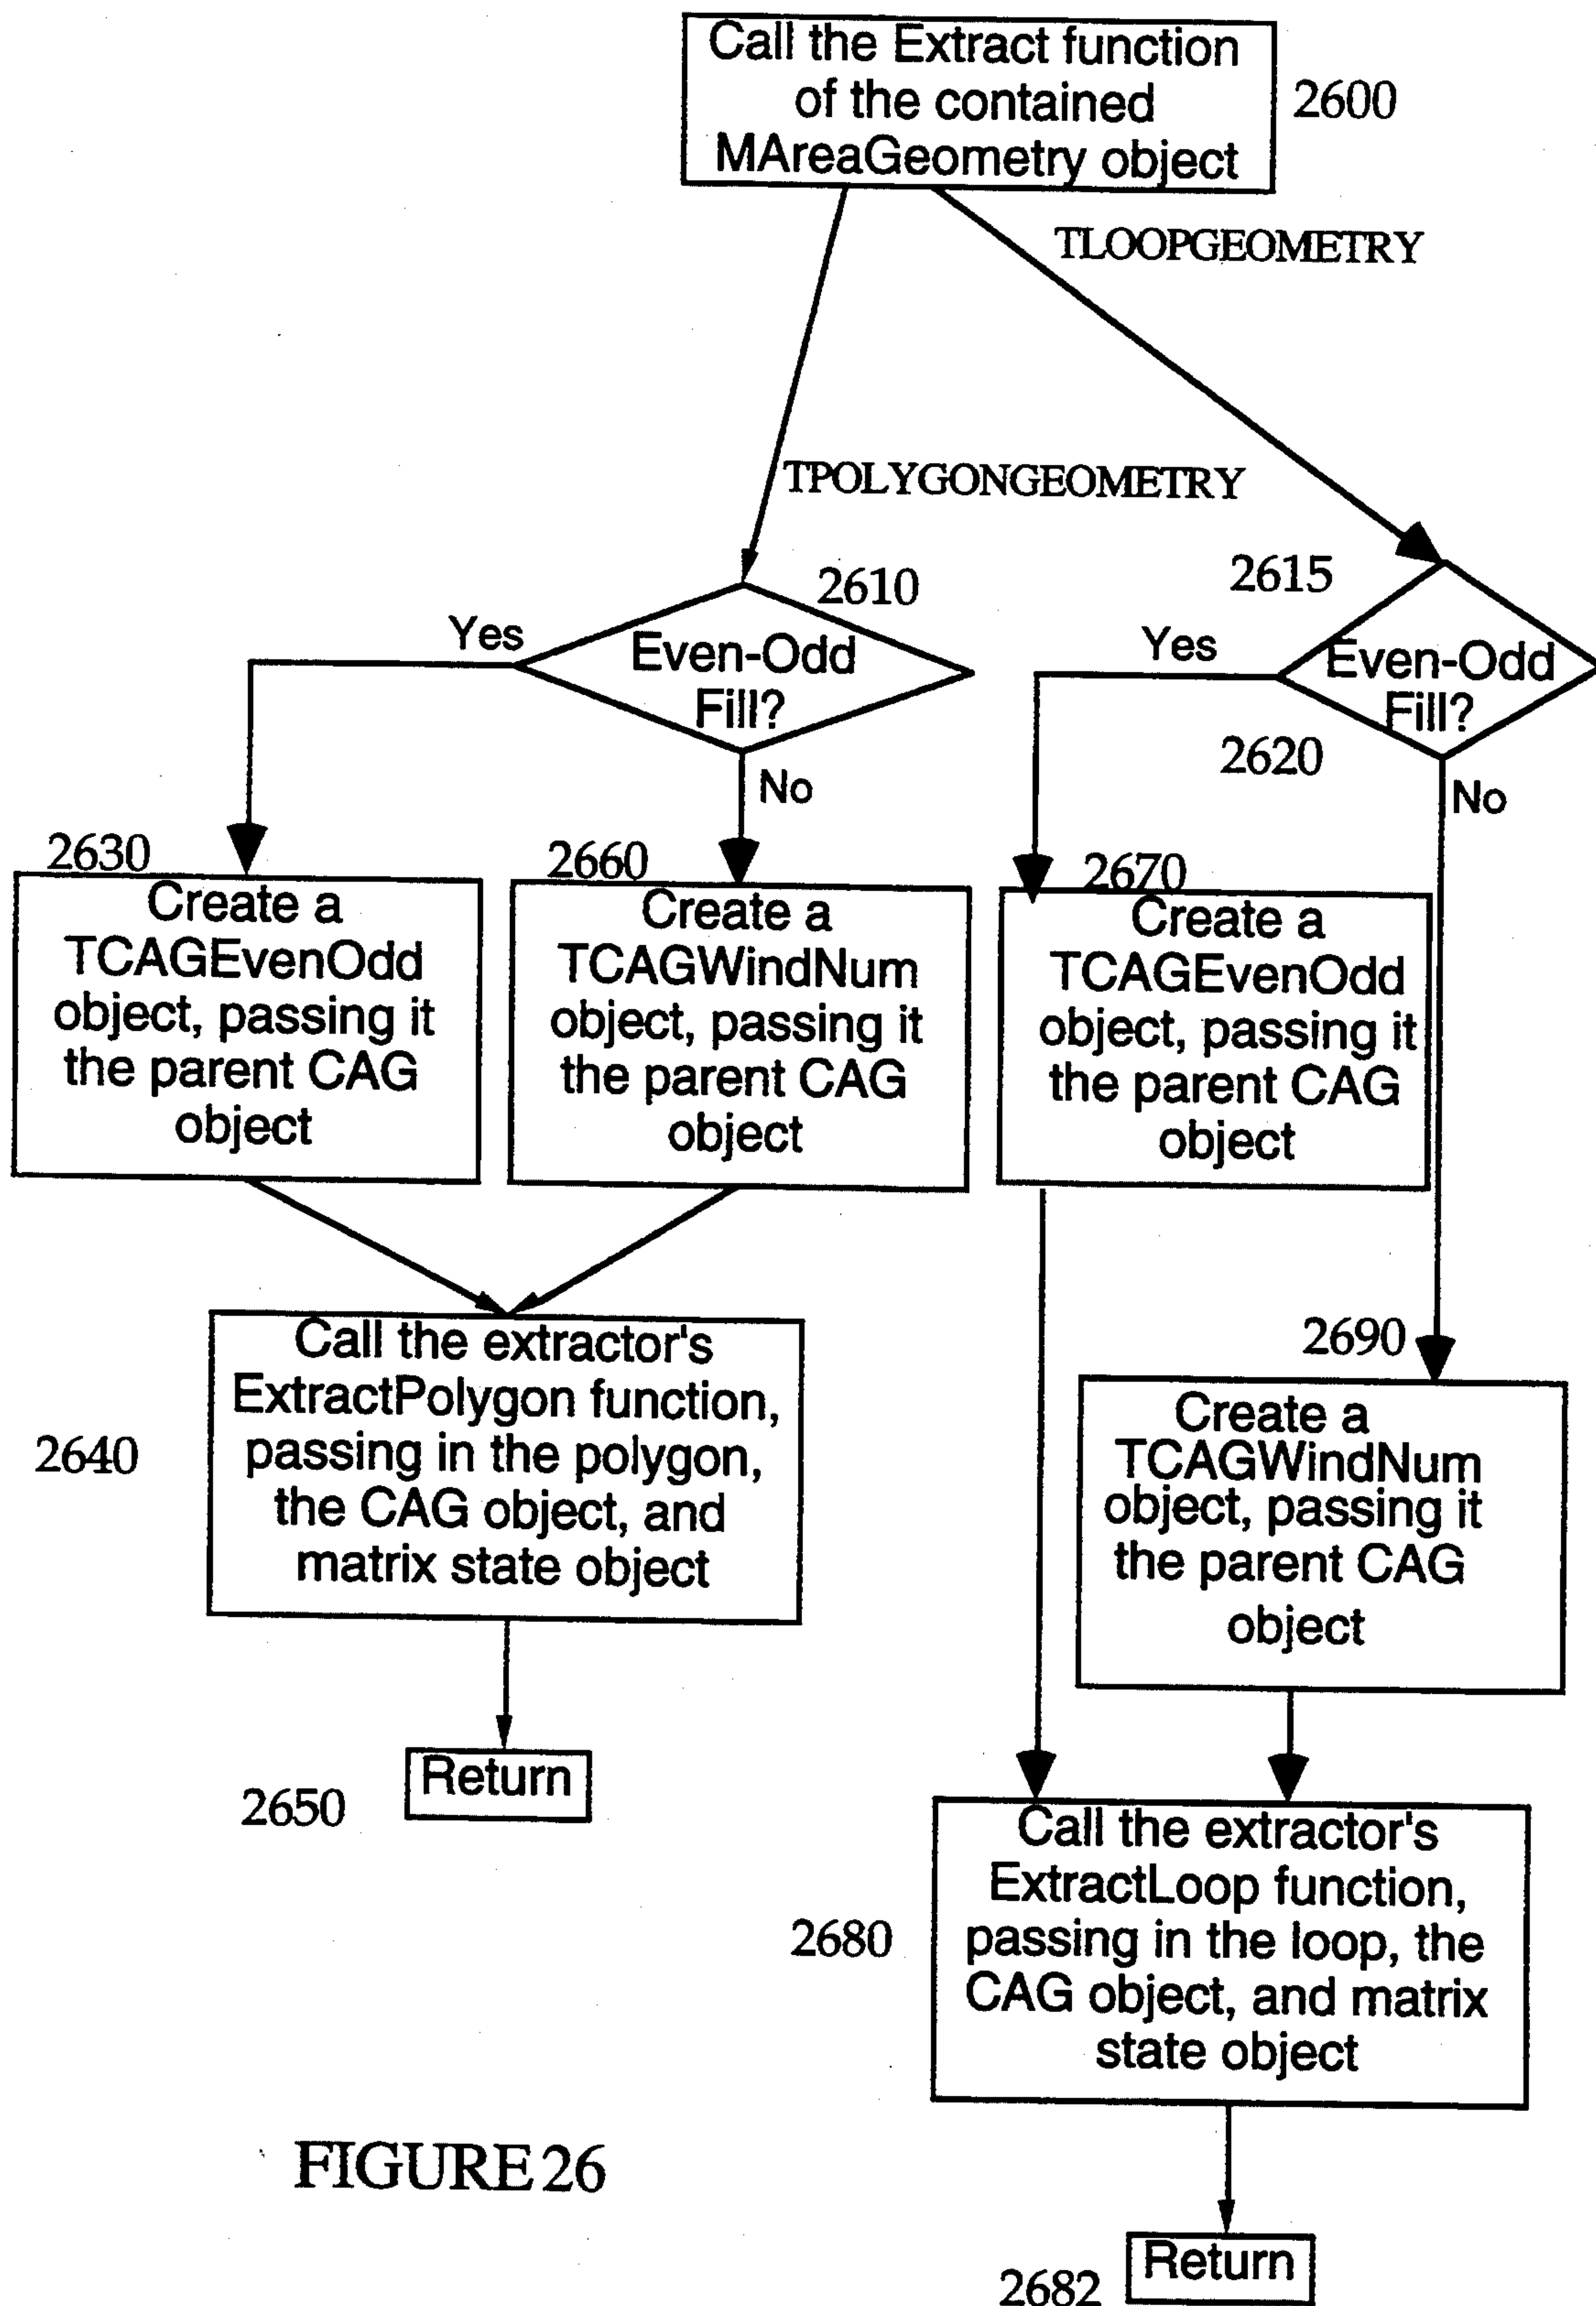 Call the Extract function
of the contained
MAreaGeometry object
2600
TLOOPGEOMETRY
TPOLYGONGEOMETRY
2610
Yes
Even-Odd
Fill?
No
2615
Yes
Even-Odd
Fill?
2620
No
2630
Create a
TCAGEvenOdd
object, passing it
the parent CAG
object
2660
Create a
TCAGWindNum
object, passing it
the parent CAG
object
2670
Create a
TCAGEvenOdd
object, passing it
the parent CAG
object
2690
Create a
TCAGWindNum
object, passing it
the parent CAG
object
2640
Call the extractor's
ExtractPolygon function,
passing in the polygon,
the CAG object, and
matrix state object
2650
Return
2680
Call the extractor's
ExtractLoop function,
passing in the loop, the
CAG object, and matrix
state object
FIGURE 26
2682
Return